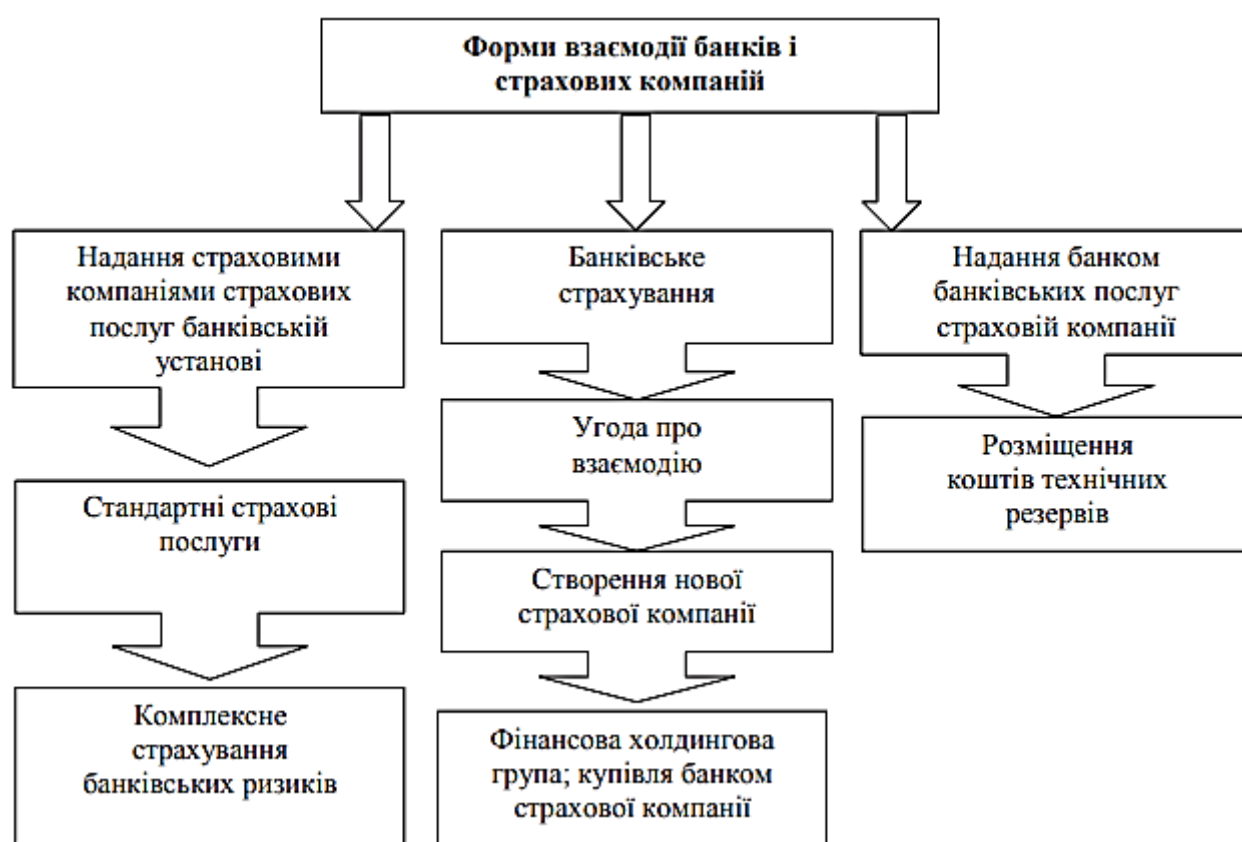 Форми взаємодії банків і
страхових компаній
Надання страховими
компаніями страхових
послуг банківській
установі
Стандартні страхові
послуги
Комплексне
страхування
банківських ризиків
Банківське
страхування
Угода про
взаємодію
Створення нової
страхової компанії
Фінансова холдингова
група; купівля банком
страхової компанії
Надання банком
банківських послуг
страховій компанії
Розміщення
коштів технічних
резервів